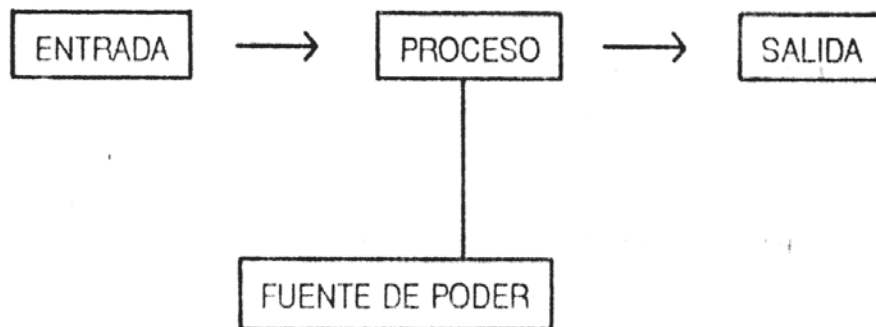 ENTRADA → PROCESO → SALIDA
FUENTE DE PODER